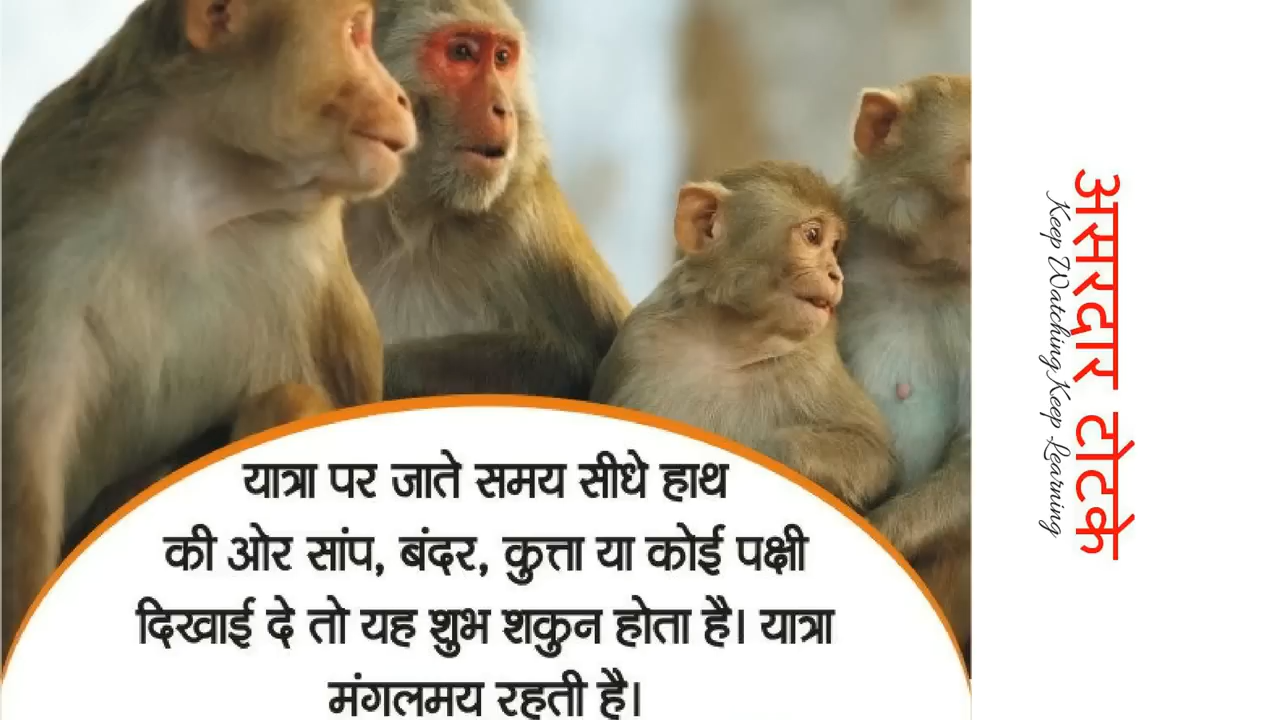 यात्रा पर जाते समय सीधे हाथ
की ओर सांप, बंदर, कुत्ता या कोई पक्षी
दिखाई दे तो यह शुभ शकुन होता है। यात्रा
मंगलमय रहती है।
असरदार टोटके
Keep Watching Keep Learning